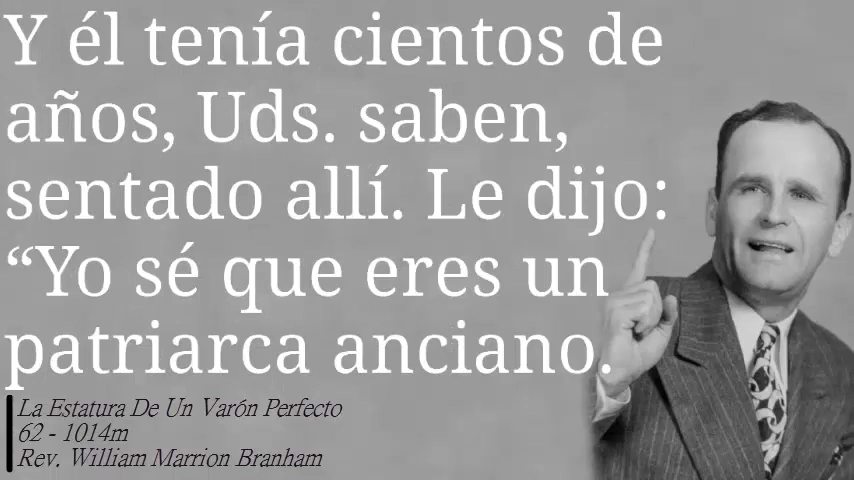 Y él tenía cientos de
años, Uds. saben,
sentado allí. Le dijo:
“Yo sé que eres un
patriarca anciano.
La Estatura De Un Varón Perfecto
62 - 1014m
Rev. William Marrion Branham